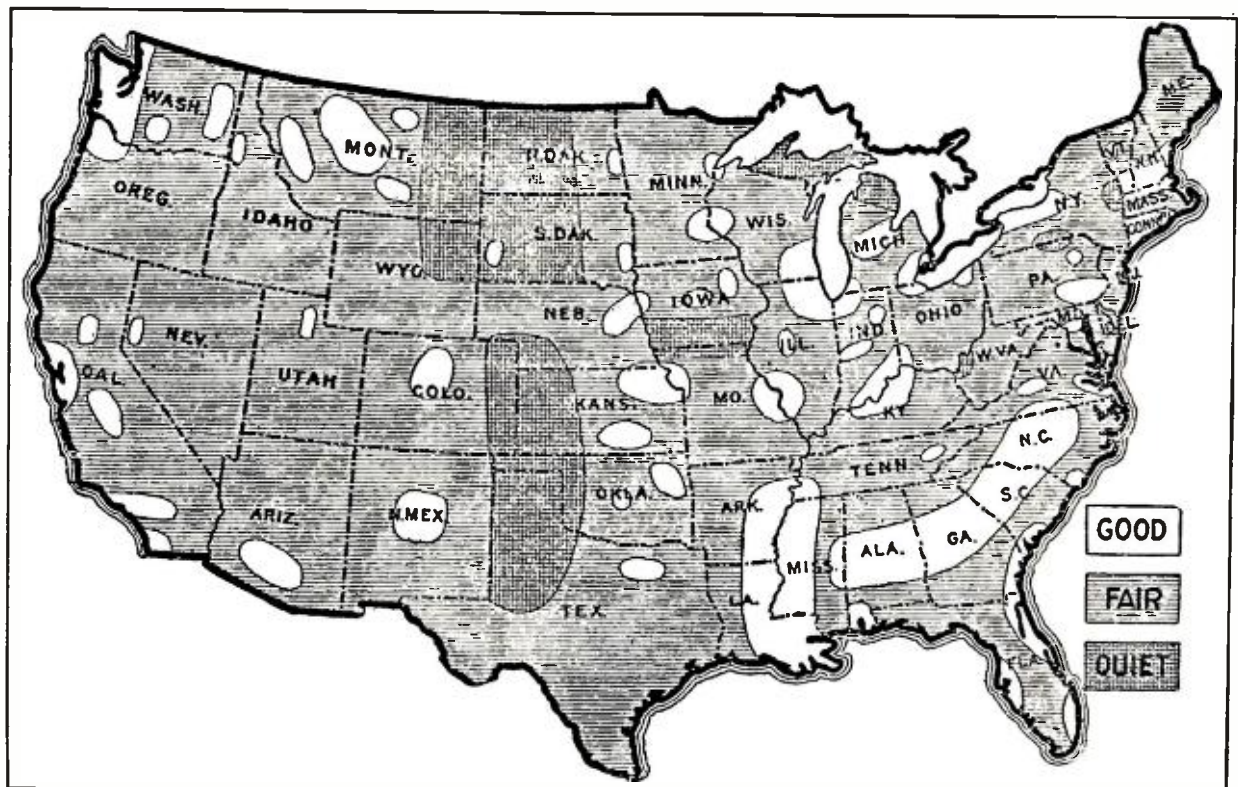 WASH.
MONT.
N.DAK.
MINN.
ME.
VT.
N.H.
MASS.
CONN.
N.Y.
OREG.
IDAHO
S.DAK.
WIS.
MICH.
WYO.
NEB.
IOWA
PA.
N.J.
NEV.
UTAH
COLO.
KANS.
MO.
ILL.
IND.
OHIO
W.VA.
VA.
MD.
DEL.
CAL.
KY.
ARIZ.
N.MEX.
OKLA.
ARK.
TENN.
N.C.
S.C.
TEX.
LA.
MISS.
ALA.
GA.
FLA.
GOOD
FAIR
QUIET